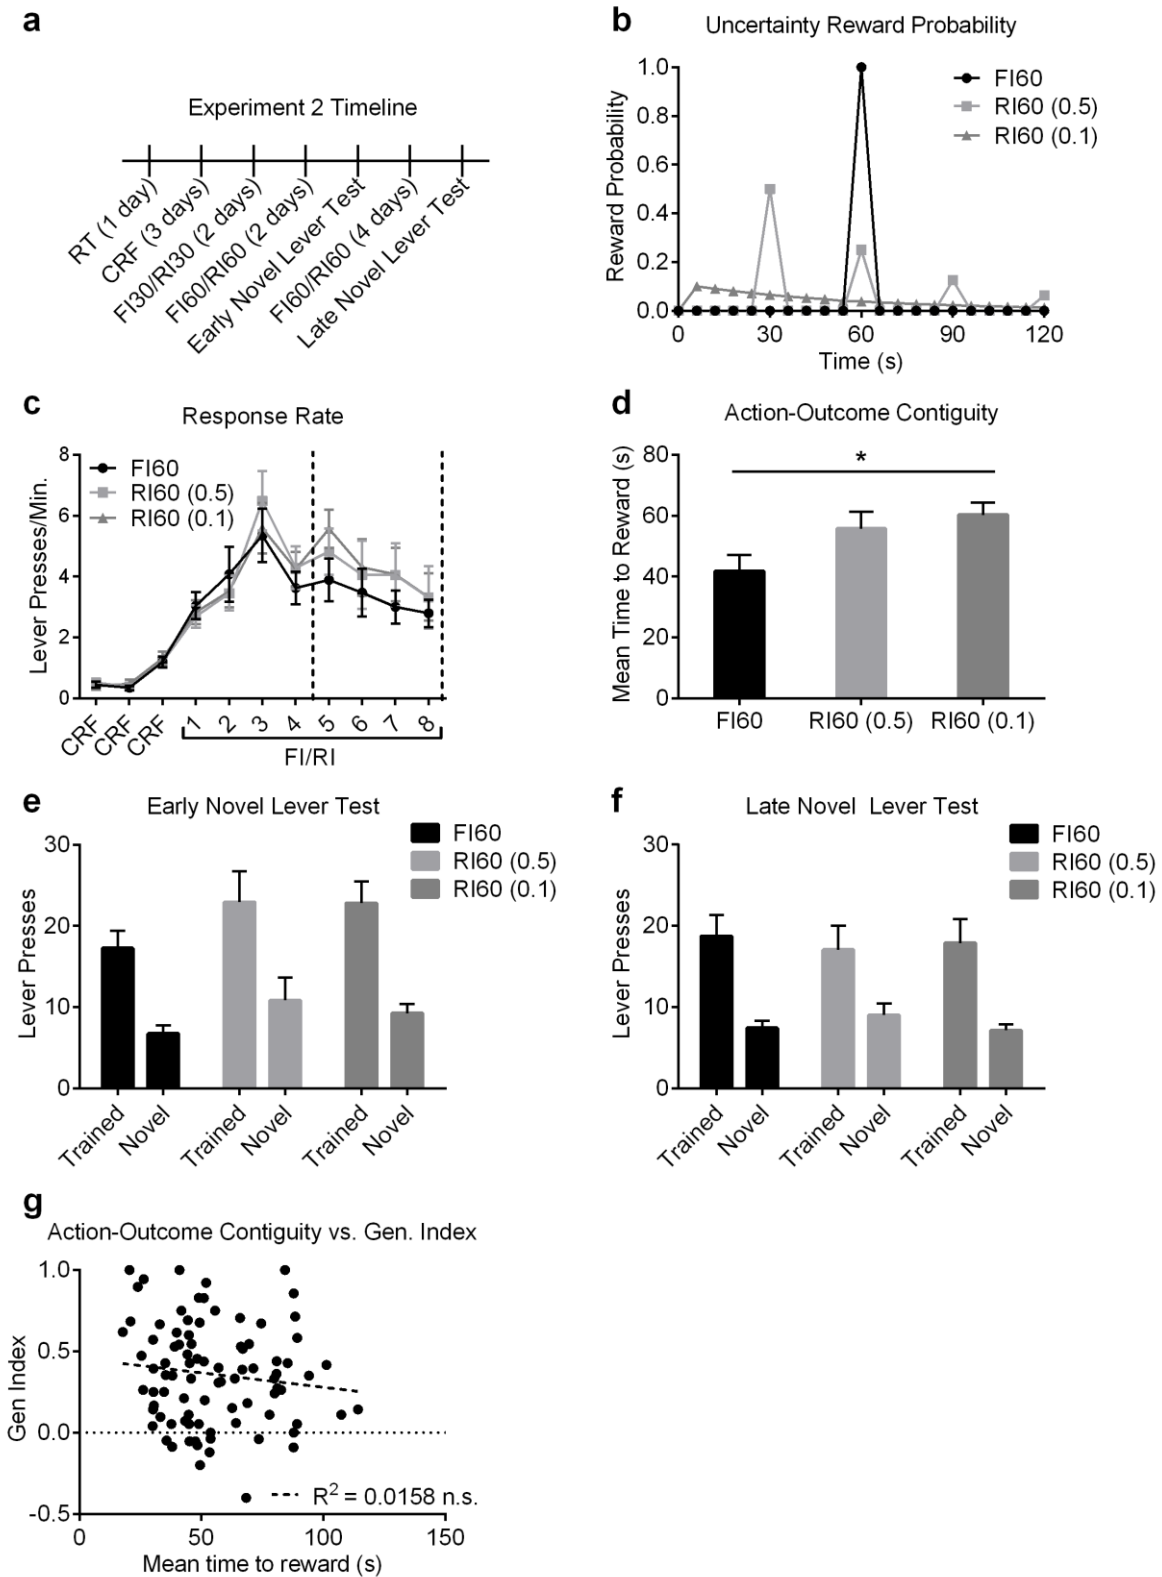 a
Experiment 2 Timeline
RT (1 day)
CRF (3 days)
FI30/RI30 (2 days)
FI60/RI60 (2 days)
Early Novel Lever Test
FI60/RI60 (4 days)
Late Novel Lever Test
b
Uncertainty Reward Probability
Reward Probability
1.0
0.8
0.6
0.4
0.2
0.0
0 30 60 90 120
Time (s)
FI60
RI60 (0.5)
RI60 (0.1)
c
Response Rate
Lever Presses/Min.
8
6
4
2
0
FI60
RI60 (0.5)
RI60 (0.1)
CRF CRF CRF 1 2 3 4 5 6 7 8
FI/RI
d
Action-Outcome Contiguity
Mean Time to Reward (s)
80
60
40
20
0
*
FI60 RI60 (0.5) RI60 (0.1)
e
Early Novel Lever Test
Lever Presses
30
20
10
0
FI60
RI60 (0.5)
RI60 (0.1)
Trained Novel Trained Novel Trained Novel
f
Late Novel Lever Test
Lever Presses
30
20
10
0
FI60
RI60 (0.5)
RI60 (0.1)
Trained Novel Trained Novel Trained Novel
g
Action-Outcome Contiguity vs. Gen. Index
Gen Index
1.0
0.5
0.0
-0.5
R² = 0.0158 n.s.
0 50 100 150
Mean time to reward (s)